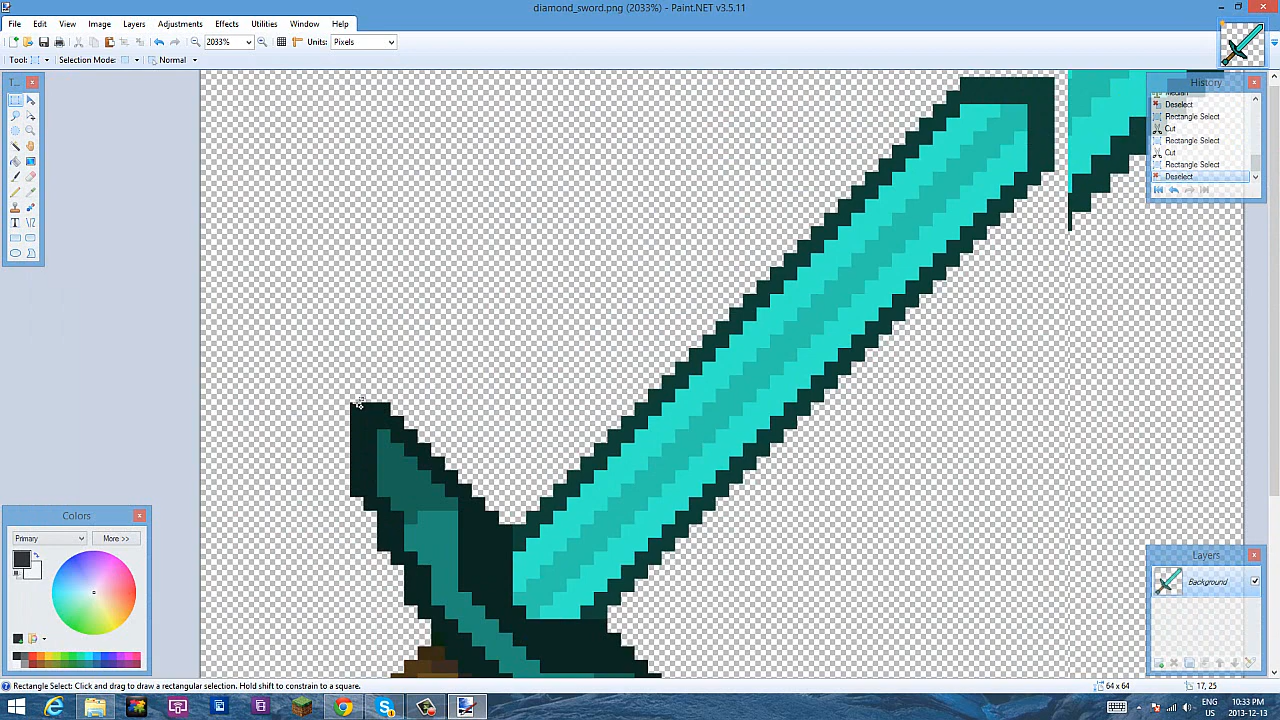 diamond_sword.png (2033%) - Paint.NET v3.5.11
File Edit View Image Layers Adjustments Effects Utilities Window Help
2033% Units: Pixels
Tool: Selection Mode: Normal
T...
History
Median
Deselect
Rectangle Select
Cut
Rectangle Select
Cut
Rectangle Select
Deselect
Colors
Primary More >>
Layers
Background
Rectangle Select: Click and drag to draw a rectangular selection. Hold shift to constrain to a square. 64 x 64 17, 25
ENG 10:33 PM
US 2013-12-13